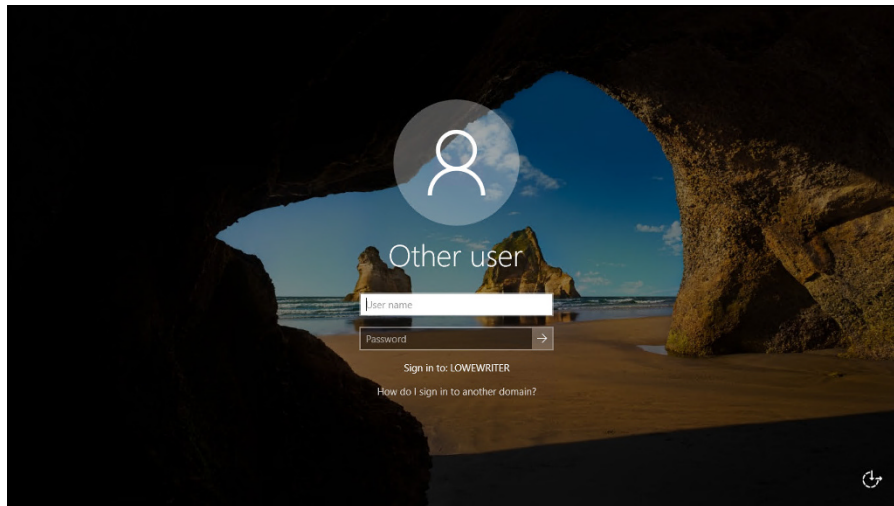 Other user
User name
Password
Sign in to: LOWEWRITER
How do I sign in to another domain?